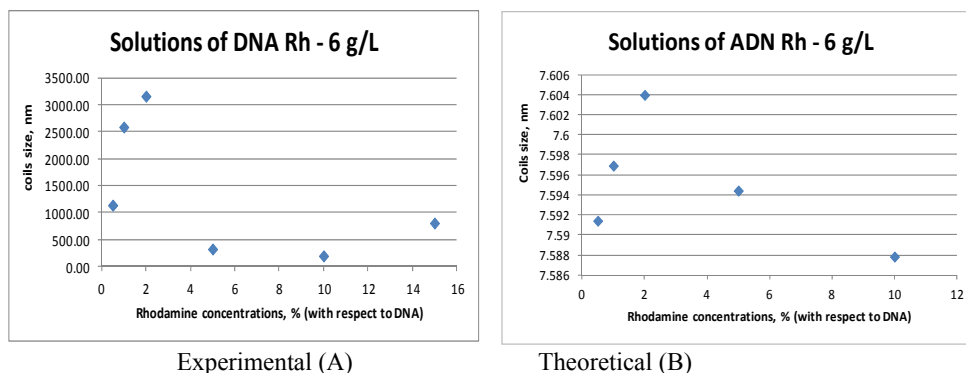 Solutions of DNA Rh - 6 g/L
coils size, nm
3500.00
3000.00
2500.00
2000.00
1500.00
1000.00
500.00
0.00
0 2 4 6 8 10 12 14 16
Rhodamine concentrations, % (with respect to DNA)
Experimental (A)
Solutions of ADN Rh - 6 g/L
Coils size, nm
7.606
7.604
7.602
7.6
7.598
7.596
7.594
7.592
7.59
7.588
7.586
0 2 4 6 8 10 12
Rhodamine concentrations, % (with respect to DNA)
Theoretical (B)